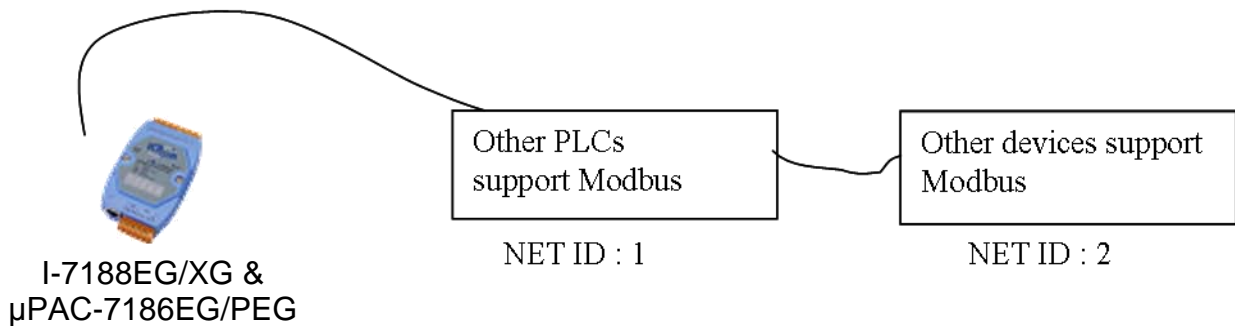 Other PLCs
support Modbus
Other devices support
Modbus
NET ID : 1
NET ID : 2
I-7188EG/XG &
µPAC-7186EG/PEG